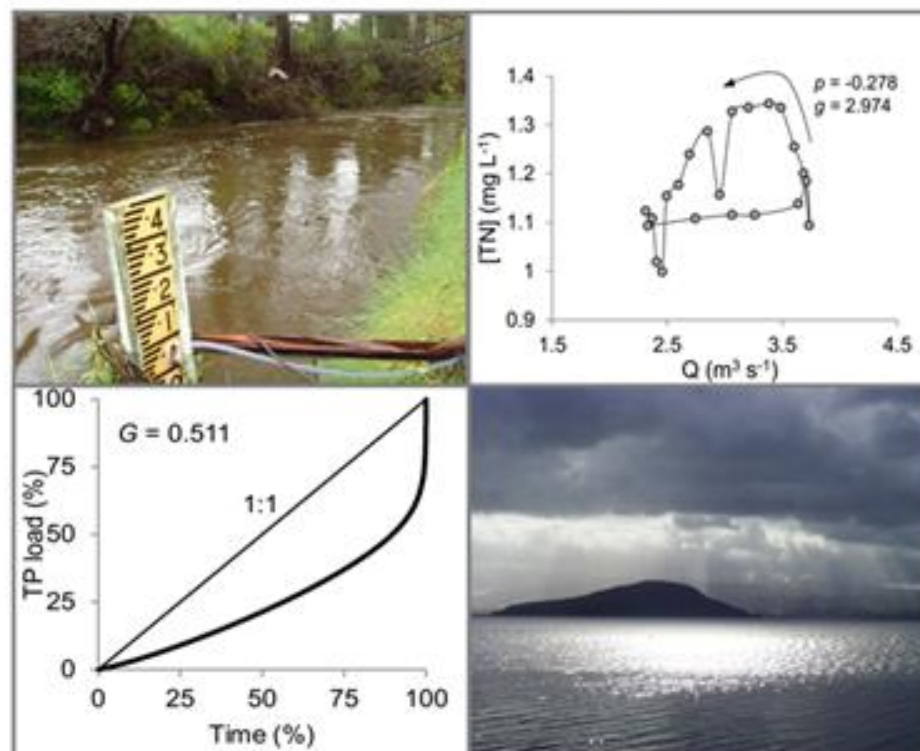 4
3
2
1
1.4
1.3
1.2
1.1
1
0.9
[TN] (mg L⁻¹)
ρ = -0.278
g = 2.974
1.5 2.5 3.5 4.5
Q (m³ s⁻¹)
100
75
50
25
0
TP load (%)
G = 0.511
1:1
0 25 50 75 100
Time (%)